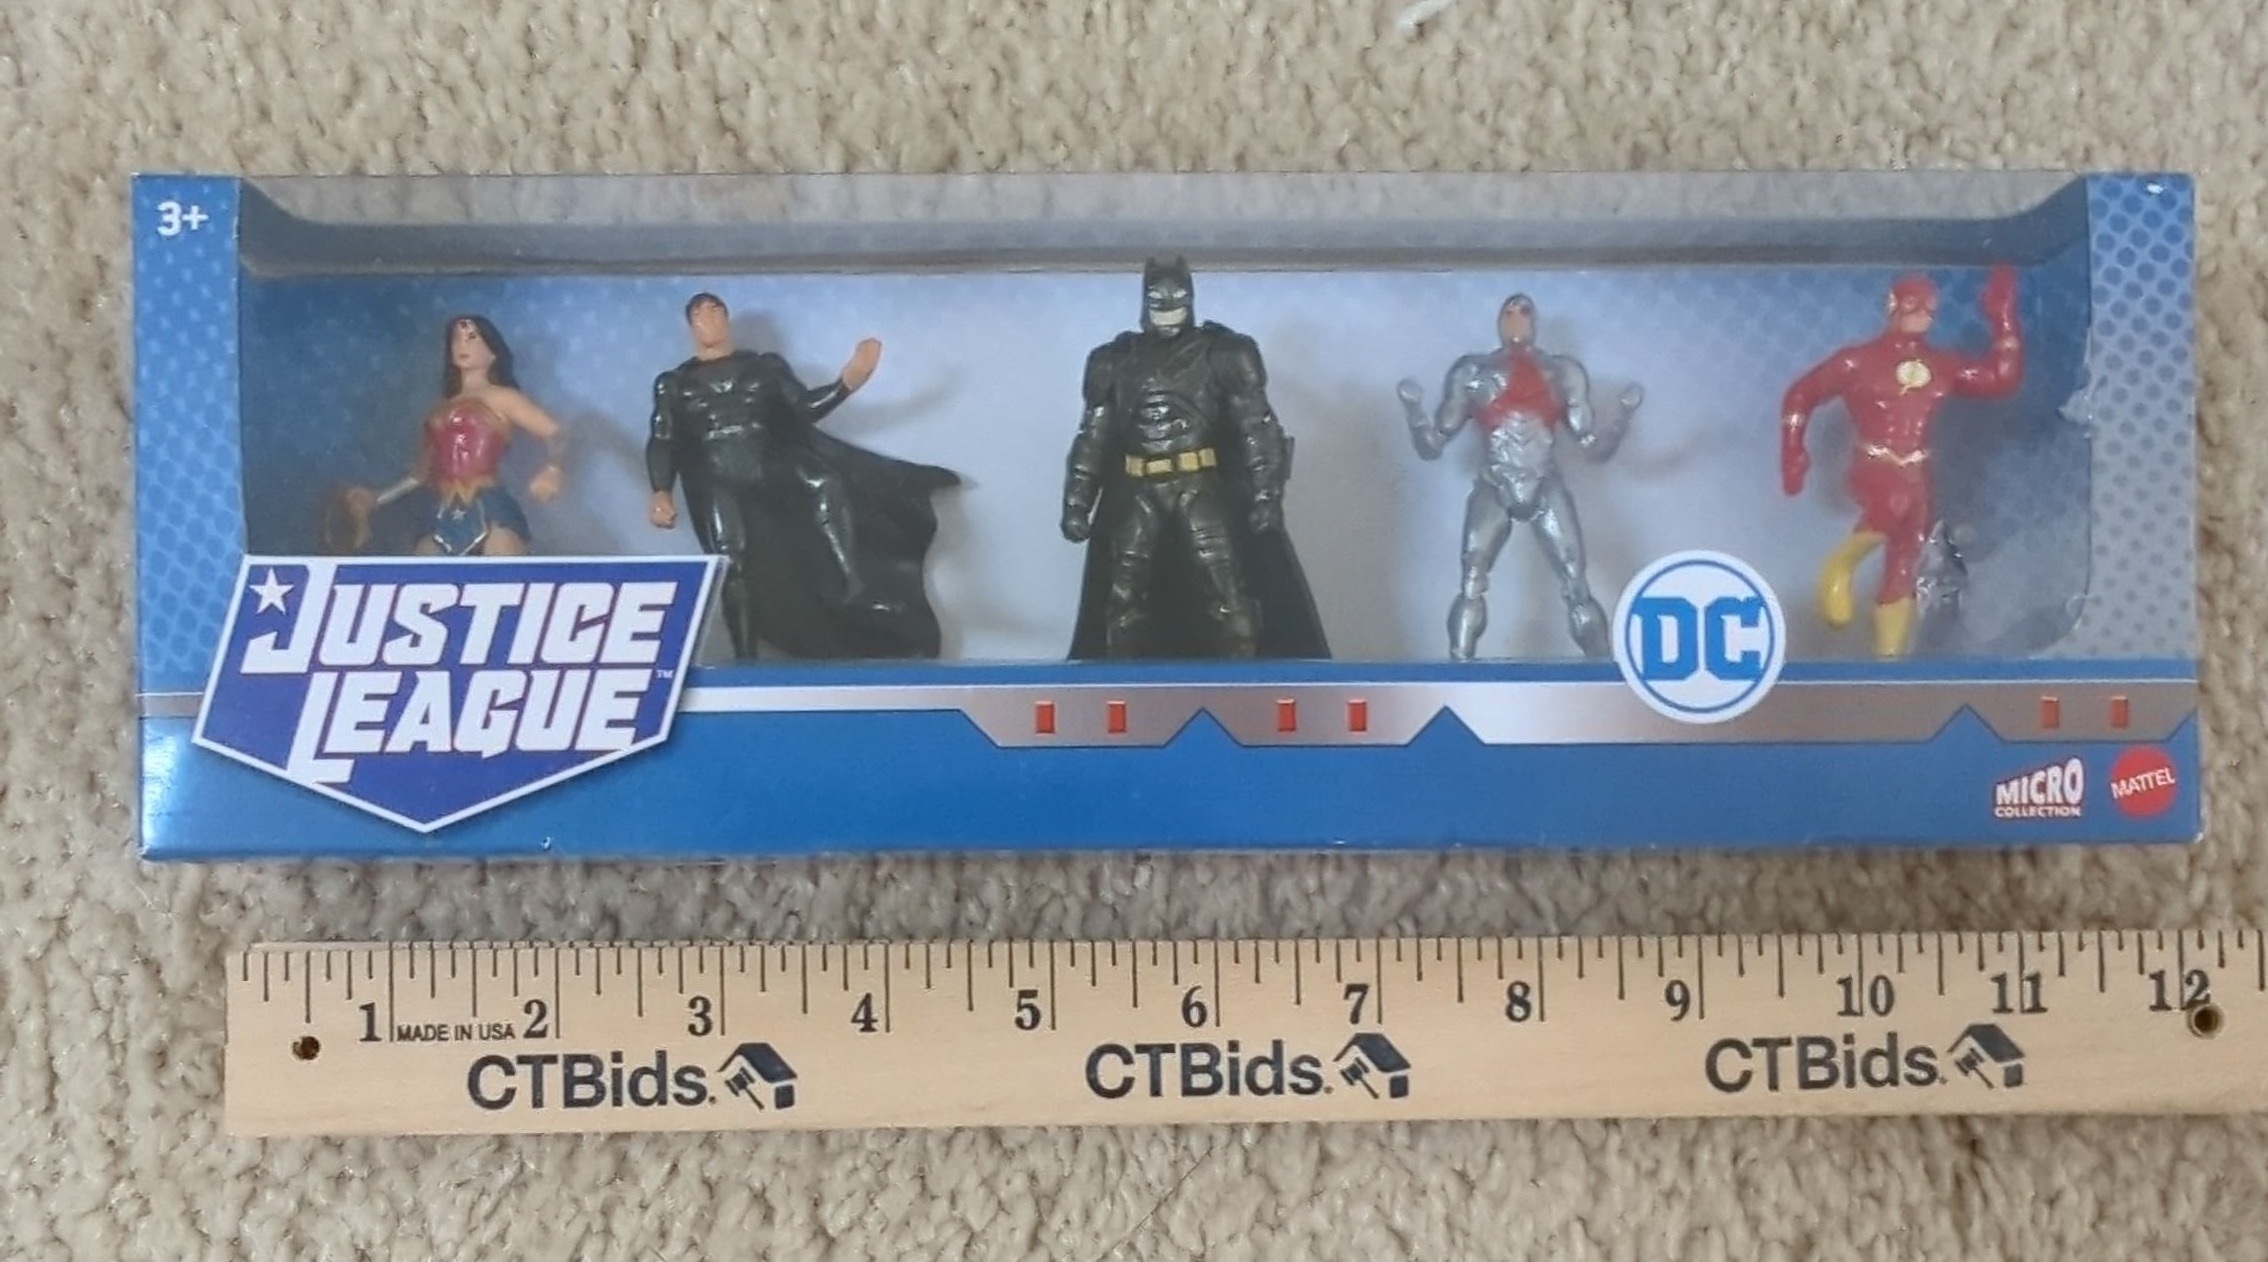 3+
JUSTICE
LEAGUE™
DC
MICRO
COLLECTION
MATTEL
1 2 3 4 5 6 7 8 9 10 11 12
MADE IN USA
CTBids. CTBids. CTBids.